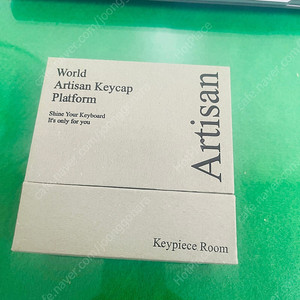 World
Artisan Keycap
Platform
Shine Your Keyboard
It's only for you
Artisan
Keypiece Room